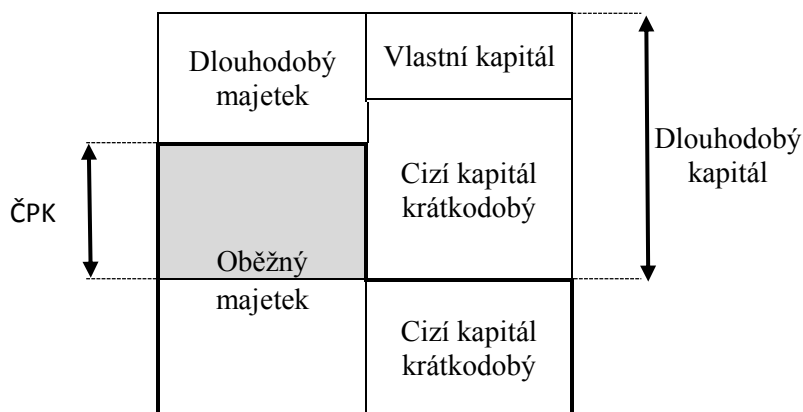 Dlouhodobý
majetek
Vlastní kapitál
Dlouhodobý
kapitál
Cizí kapitál
krátkodobý
ČPK
Oběžný
majetek
Cizí kapitál
krátkodobý